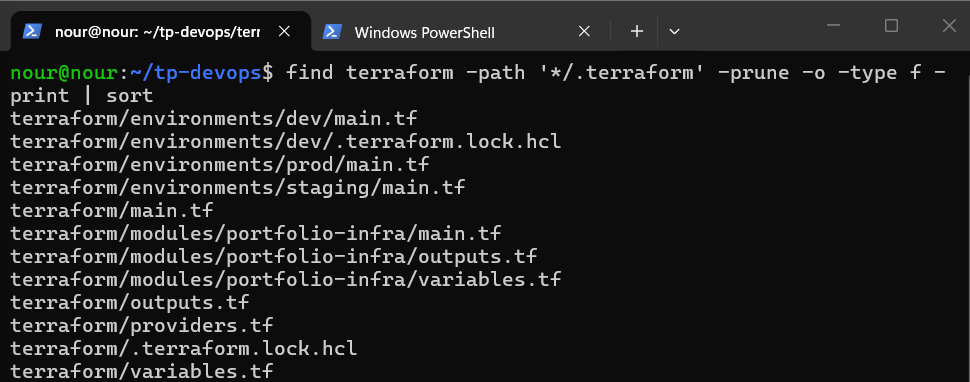 nour@nour: ~/tp-devops/terr
Windows PowerShell
nour@nour:~/tp-devops$ find terraform -path '*/.terraform' -prune -o -type f -
print | sort
terraform/environments/dev/main.tf
terraform/environments/dev/.terraform.lock.hcl
terraform/environments/prod/main.tf
terraform/environments/staging/main.tf
terraform/main.tf
terraform/modules/portfolio-infra/main.tf
terraform/modules/portfolio-infra/outputs.tf
terraform/modules/portfolio-infra/variables.tf
terraform/outputs.tf
terraform/providers.tf
terraform/.terraform.lock.hcl
terraform/variables.tf